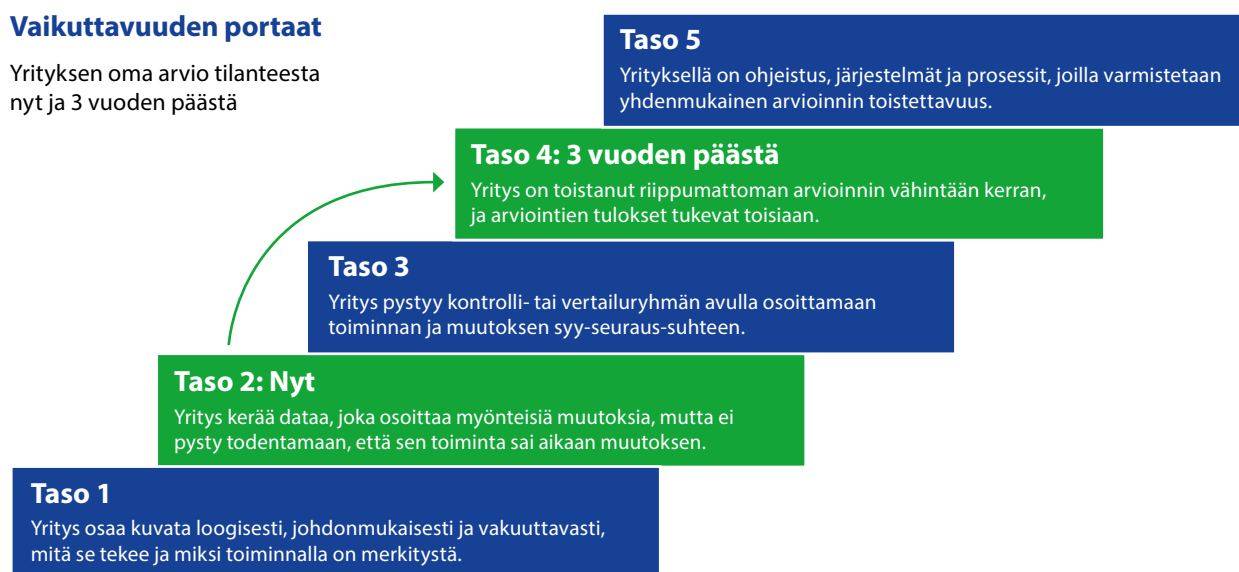 Vaikuttavuuden portaat
Yrityksen oma arvio tilanteesta
nyt ja 3 vuoden päästä
Taso 5
Yrityksellä on ohjeistus, järjestelmät ja prosessit, joilla varmistetaan
yhdenmukainen arvioinnin toistettavuus.
Taso 4: 3 vuoden päästä
Yritys on toistanut riippumattoman arvioinnin vähintään kerran,
ja arviointien tulokset tukevat toisiaan.
Taso 3
Yritys pystyy kontrolli- tai vertailuryhmän avulla osoittamaan
toiminnan ja muutoksen syy-seuraus-suhteen.
Taso 2: Nyt
Yritys kerää dataa, joka osoittaa myönteisiä muutoksia, mutta ei
pysty todentamaan, että sen toiminta sai aikaan muutoksen.
Taso 1
Yritys osaa kuvata loogisesti, johdonmukaisesti ja vakuuttavasti,
mitä se tekee ja miksi toiminnalla on merkitystä.